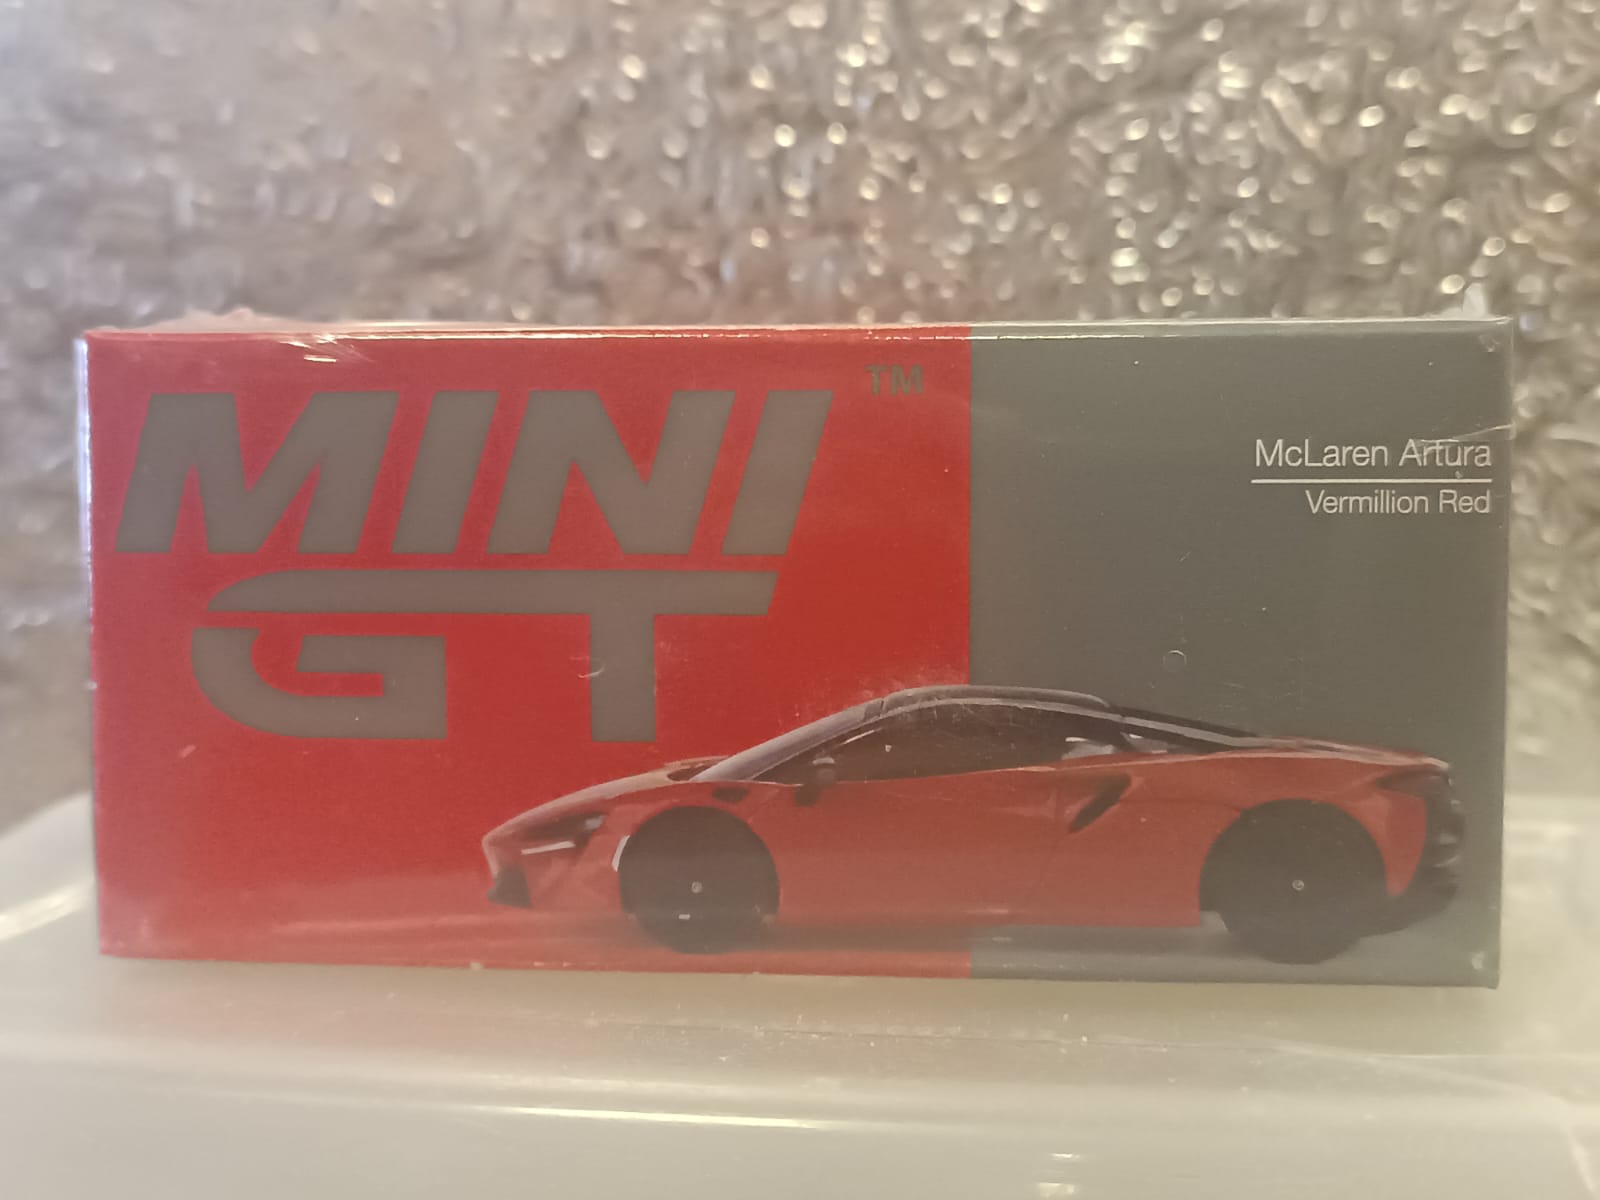 MINI
GT
TM
McLaren Artura
Vermillion Red